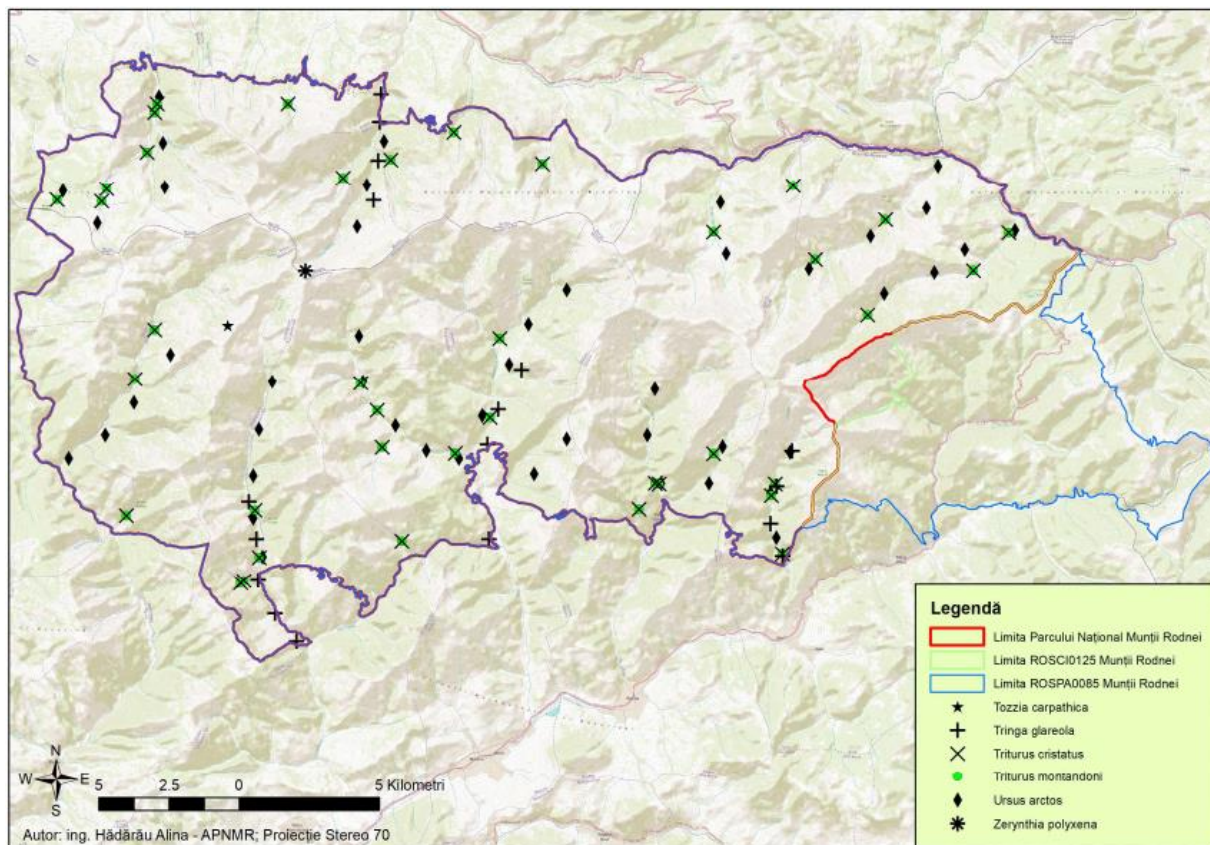 Legendă
Limita Parcului Național Munții Rodnei
Limita ROSCI0125 Munții Rodnei
Limita ROSPA0085 Munții Rodnei
Tozzia carpathica
Tringa glareola
Triturus cristatus
Triturus montandoni
Ursus arctos
Zerynthia polyxena
N
W E
S
5 2.5 0 5 Kilometri
Autor: ing. Hădărău Alina - APNMR; Proiecție Stereo 70